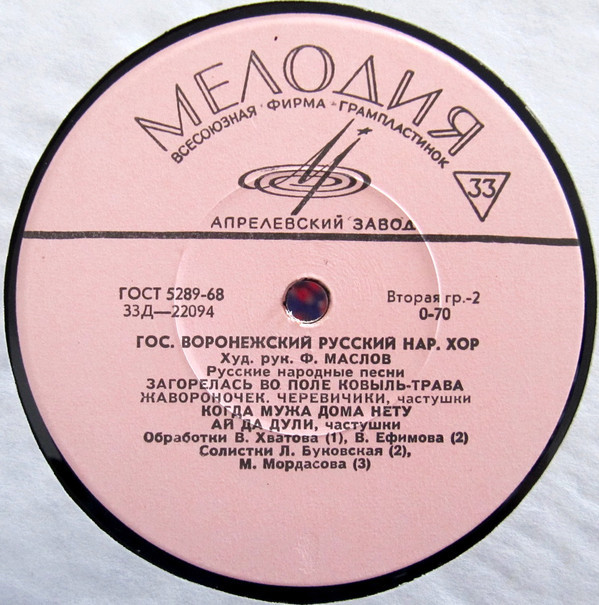 МЕЛОДИЯ
ВСЕСОЮЗНАЯ · ФИРМА · ГРАМПЛАСТИНОК
33
АПРЕЛЕВСКИЙ ЗАВОД
ГОСТ 5289-68
33Д—22094
Вторая гр.-2
0-70
ГОС. ВОРОНЕЖСКИЙ РУССКИЙ НАР. ХОР
Худ. рук. Ф. МАСЛОВ
Русские народные песни
ЗАГОРЕЛАСЬ ВО ПОЛЕ КОВЫЛЬ-ТРАВА
ЖАВОРОНОЧЕК. ЧЕРЕВИЧКИ, частушки
КОГДА МУЖА ДОМА НЕТУ
АЙ ДА ДУЛИ, частушки
Обработки В. Хватова (1), В. Ефимова (2)
Солистки Л. Буковская (2),
М. Мордасова (3)